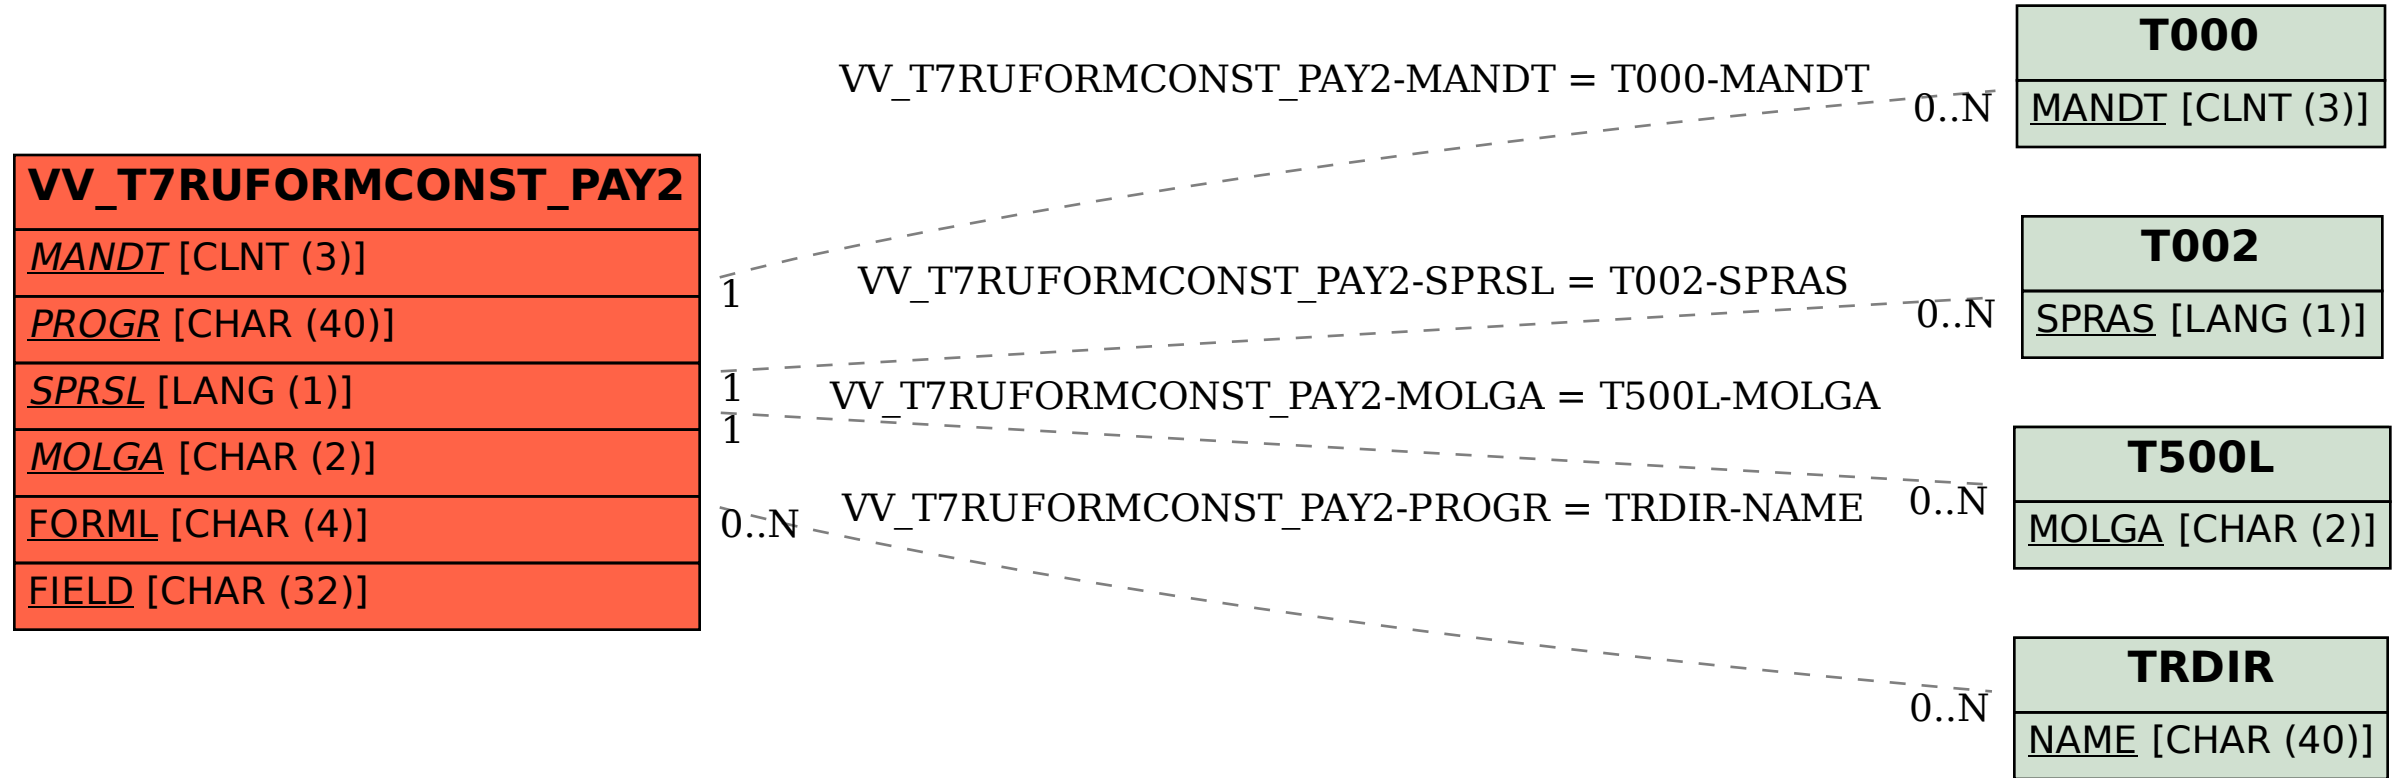 VV_T7RUFORMCONST_PAY2
MANDT [CLNT (3)]
PROGR [CHAR (40)]
SPRSL [LANG (1)]
MOLGA [CHAR (2)]
FORML [CHAR (4)]
FIELD [CHAR (32)]
VV_T7RUFORMCONST_PAY2-MANDT = T000-MANDT
0..N
1
VV_T7RUFORMCONST_PAY2-SPRSL = T002-SPRAS
0..N
1
VV_T7RUFORMCONST_PAY2-MOLGA = T500L-MOLGA
1
0..N
VV_T7RUFORMCONST_PAY2-PROGR = TRDIR-NAME
0..N
0..N
T000
MANDT [CLNT (3)]
T002
SPRAS [LANG (1)]
T500L
MOLGA [CHAR (2)]
TRDIR
NAME [CHAR (40)]